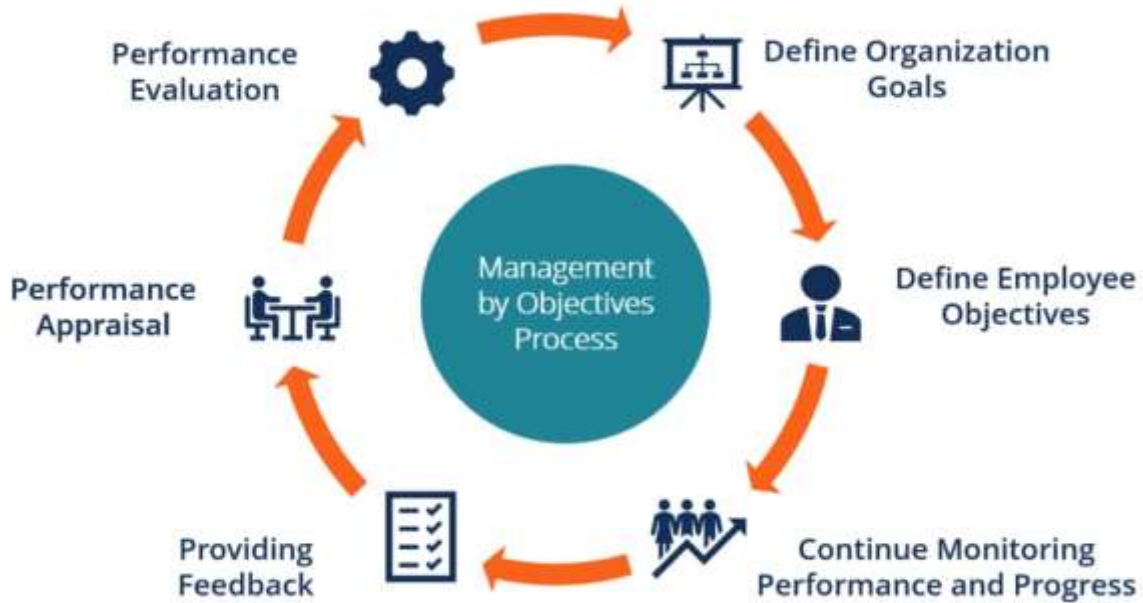 Performance
Evaluation
Define Organization
Goals
Management
by Objectives
Process
Define Employee
Objectives
Performance
Appraisal
Continue Monitoring
Performance and Progress
Providing
Feedback